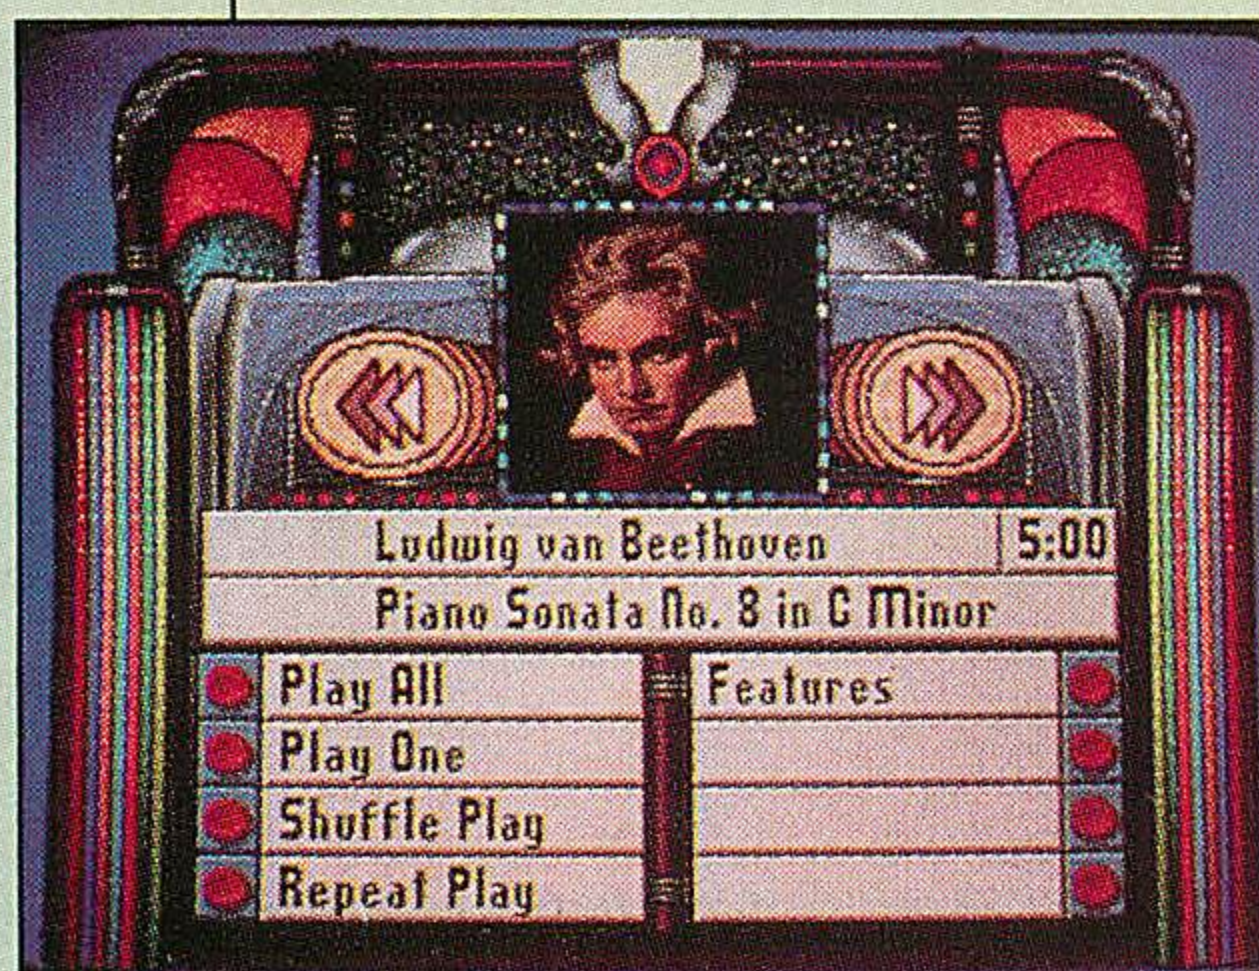 Ludwig van Beethoven 5:00
Piano Sonata No. 8 in C Minor
Play All
Play One
Shuffle Play
Repeat Play
Features